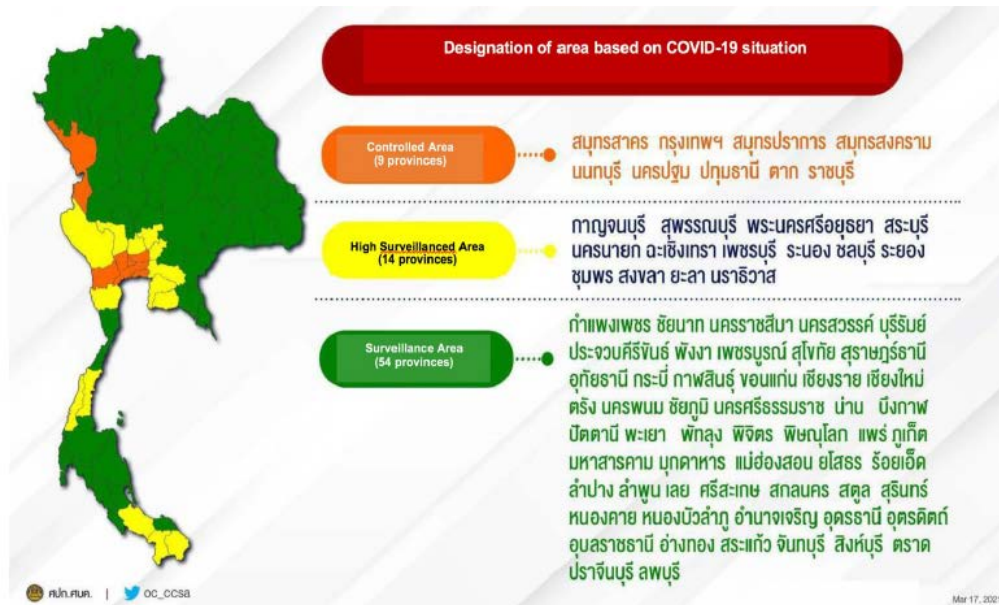 Designation of area based on COVID-19 situation
Controlled Area
(9 provinces)
สมุทรสาคร กรุงเทพฯ สมุทรปราการ สมุทรสงคราม
นนทบุรี นครปฐม ปทุมธานี ตาก ราชบุรี
High Surveillanced Area
(14 provinces)
กาญจนบุรี สุพรรณบุรี พระนครศรีอยุธยา สระบุรี
นครนายก ฉะเชิงเทรา เพชรบุรี ระนอง ชลบุรี ระยอง
ชุมพร สงขลา ยะลา นราธิวาส
Surveillance Area
(54 provinces)
กำแพงเพชร ชัยนาท นครราชสีมา นครสวรรค์ บุรีรัมย์
ประจวบคีรีขันธ์ พังงา เพชรบูรณ์ สุโขทัย สุราษฎร์ธานี
อุทัยธานี กระบี่ กาฬสินธุ์ ขอนแก่น เชียงราย เชียงใหม่
ตรัง นครพนม ชัยภูมิ นครศรีธรรมราช น่าน บึงกาฬ
ปัตตานี พะเยา พัทลุง พิจิตร พิษณุโลก แพร่ ภูเก็ต
มหาสารคาม มุกดาหาร แม่ฮ่องสอน ยโสธร ร้อยเอ็ด
ลำปาง ลำพูน เลย ศรีสะเกษ สกลนคร สตูล สุรินทร์
หนองคาย หนองบัวลำภู อำนาจเจริญ อุดรธานี อุตรดิตถ์
อุบลราชธานี อ่างทอง สระแก้ว จันทบุรี สิงห์บุรี ตราด
ปราจีนบุรี ลพบุรี
ศปก.ศบค. | oc_ccsa
Mar 17, 2021